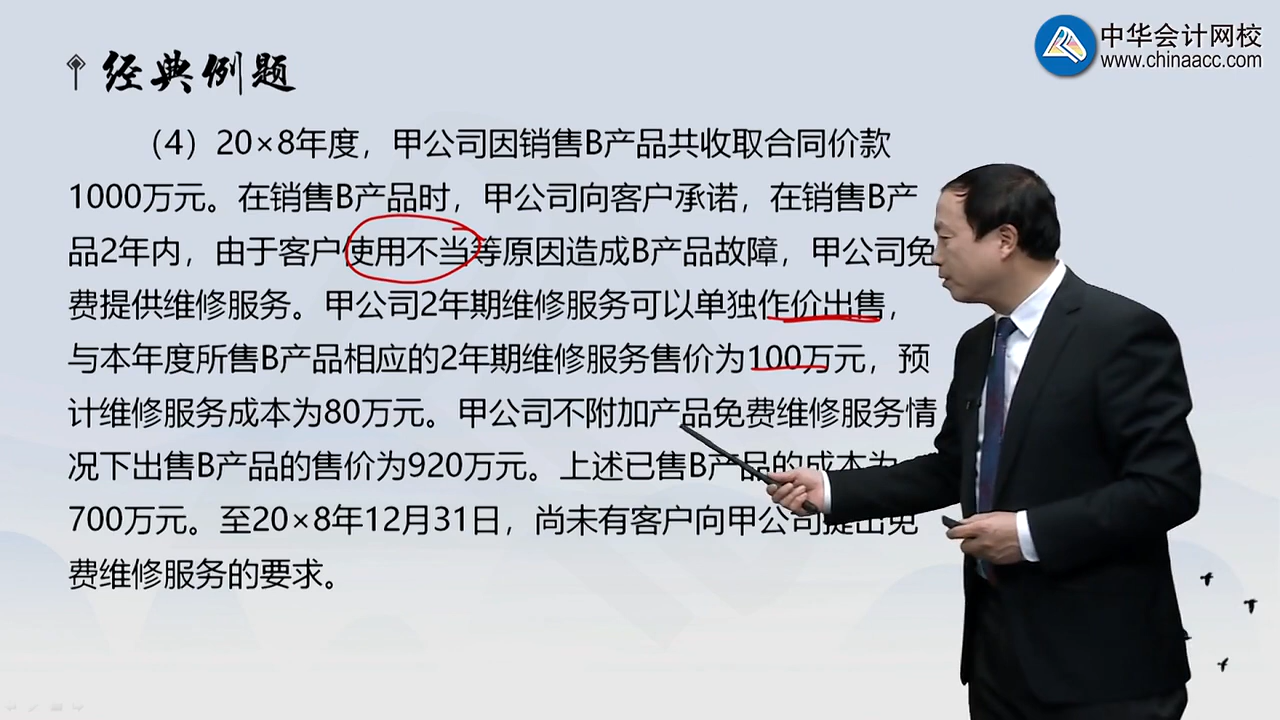 中华会计网校
www.chinaacc.com
经典例题
（4）20×8年度，甲公司因销售B产品共收取合同价款
1000万元。在销售B产品时，甲公司向客户承诺，在销售B产
品2年内，由于客户使用不当等原因造成B产品故障，甲公司免
费提供维修服务。甲公司2年期维修服务可以单独作价出售，
与本年度所售B产品相应的2年期维修服务售价为100万元，预
计维修服务成本为80万元。甲公司不附加产品免费维修服务情
况下出售B产品的售价为920万元。上述已售B产品的成本为
700万元。至20×8年12月31日，尚未有客户向甲公司提出免
费维修服务的要求。